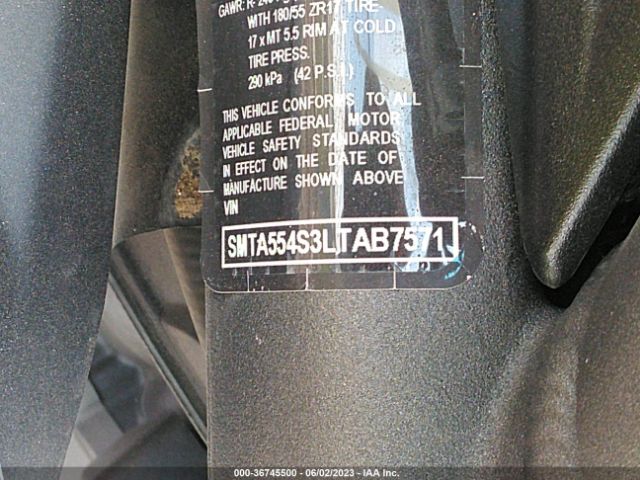 GAWR: R-
WITH 180/55 ZR17 TIRE
17 x MT 5.5 RIM AT COLD
TIRE PRESS.
290 kPa (42 P.S.I.)
THIS VEHICLE CONFORMS TO ALL
APPLICABLE FEDERAL MOTOR
VEHICLE SAFETY STANDARDS
IN EFFECT ON THE DATE OF
MANUFACTURE SHOWN ABOVE
VIN
SMTA554S3LTAB7571
000-36745500 - 06/02/2023 - IAA Inc.